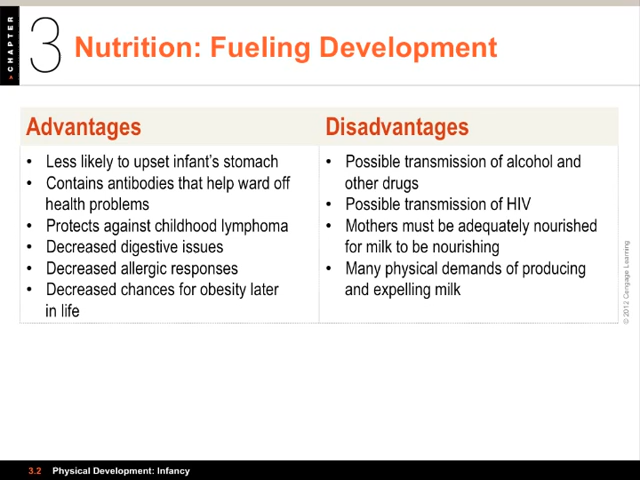 CHAPTER
3 Nutrition: Fueling Development
Advantages
• Less likely to upset infant's stomach
• Contains antibodies that help ward off
health problems
• Protects against childhood lymphoma
• Decreased digestive issues
• Decreased allergic responses
• Decreased chances for obesity later
in life
Disadvantages
• Possible transmission of alcohol and
other drugs
• Possible transmission of HIV
• Mothers must be adequately nourished
for milk to be nourishing
• Many physical demands of producing
and expelling milk
© 2012 Cengage Learning
3.2 Physical Development: Infancy